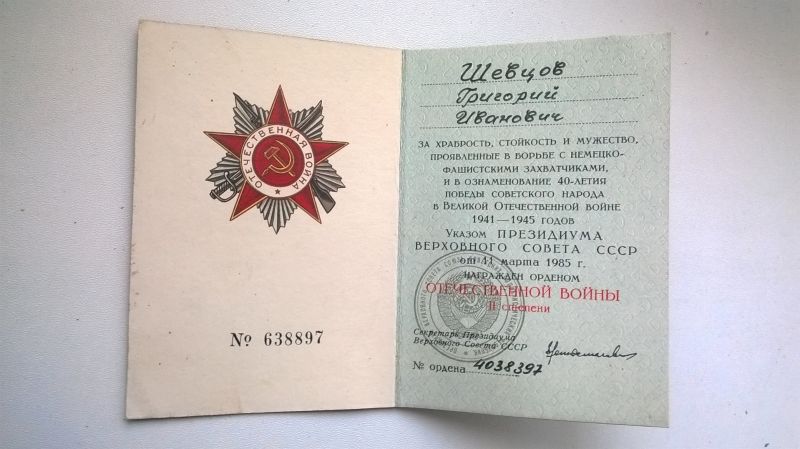 ОТЕЧЕСТВЕННАЯ ВОЙНА
№ 638897
Шевцов
Григорий
Иванович
ЗА ХРАБРОСТЬ, СТОЙКОСТЬ И МУЖЕСТВО,
ПРОЯВЛЕННЫЕ В БОРЬБЕ С НЕМЕЦКО-
ФАШИСТСКИМИ ЗАХВАТЧИКАМИ,
И В ОЗНАМЕНОВАНИЕ 40-ЛЕТИЯ
ПОБЕДЫ СОВЕТСКОГО НАРОДА
В ВЕЛИКОЙ ОТЕЧЕСТВЕННОЙ ВОЙНЕ
1941—1945 ГОДОВ
УКАЗОМ ПРЕЗИДИУМА
ВЕРХОВНОГО СОВЕТА СССР
от 11 марта 1985 г.
НАГРАЖДЕН ОРДЕНОМ
ОТЕЧЕСТВЕННОЙ ВОЙНЫ
II степени
Секретарь Президиума
Верховного Совета СССР
№ ордена 4038397